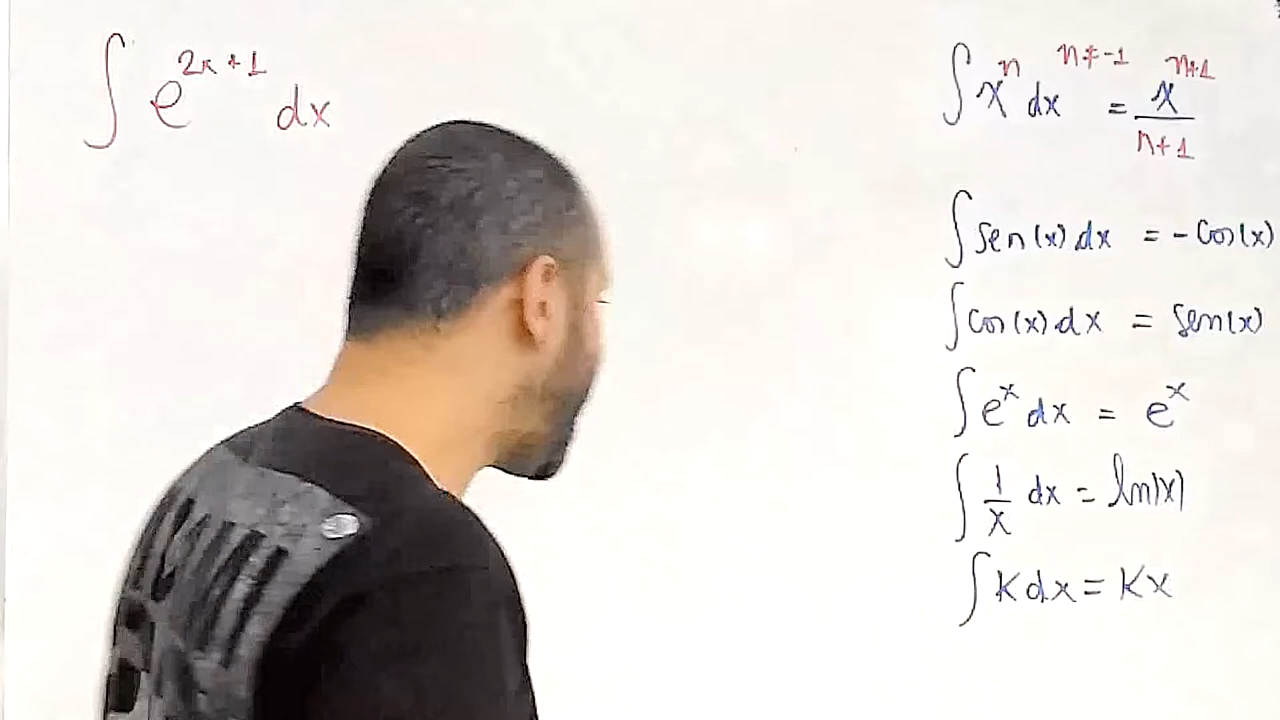 ∫ e^{2x+1} dx
∫ x^n dx n≠-1 = x^{n+1}/n+1
∫ sen(x) dx = -cos(x)
∫ cos(x) dx = sen(x)
∫ e^x dx = e^x
∫ 1/x dx = ln|x|
∫ K dx = Kx